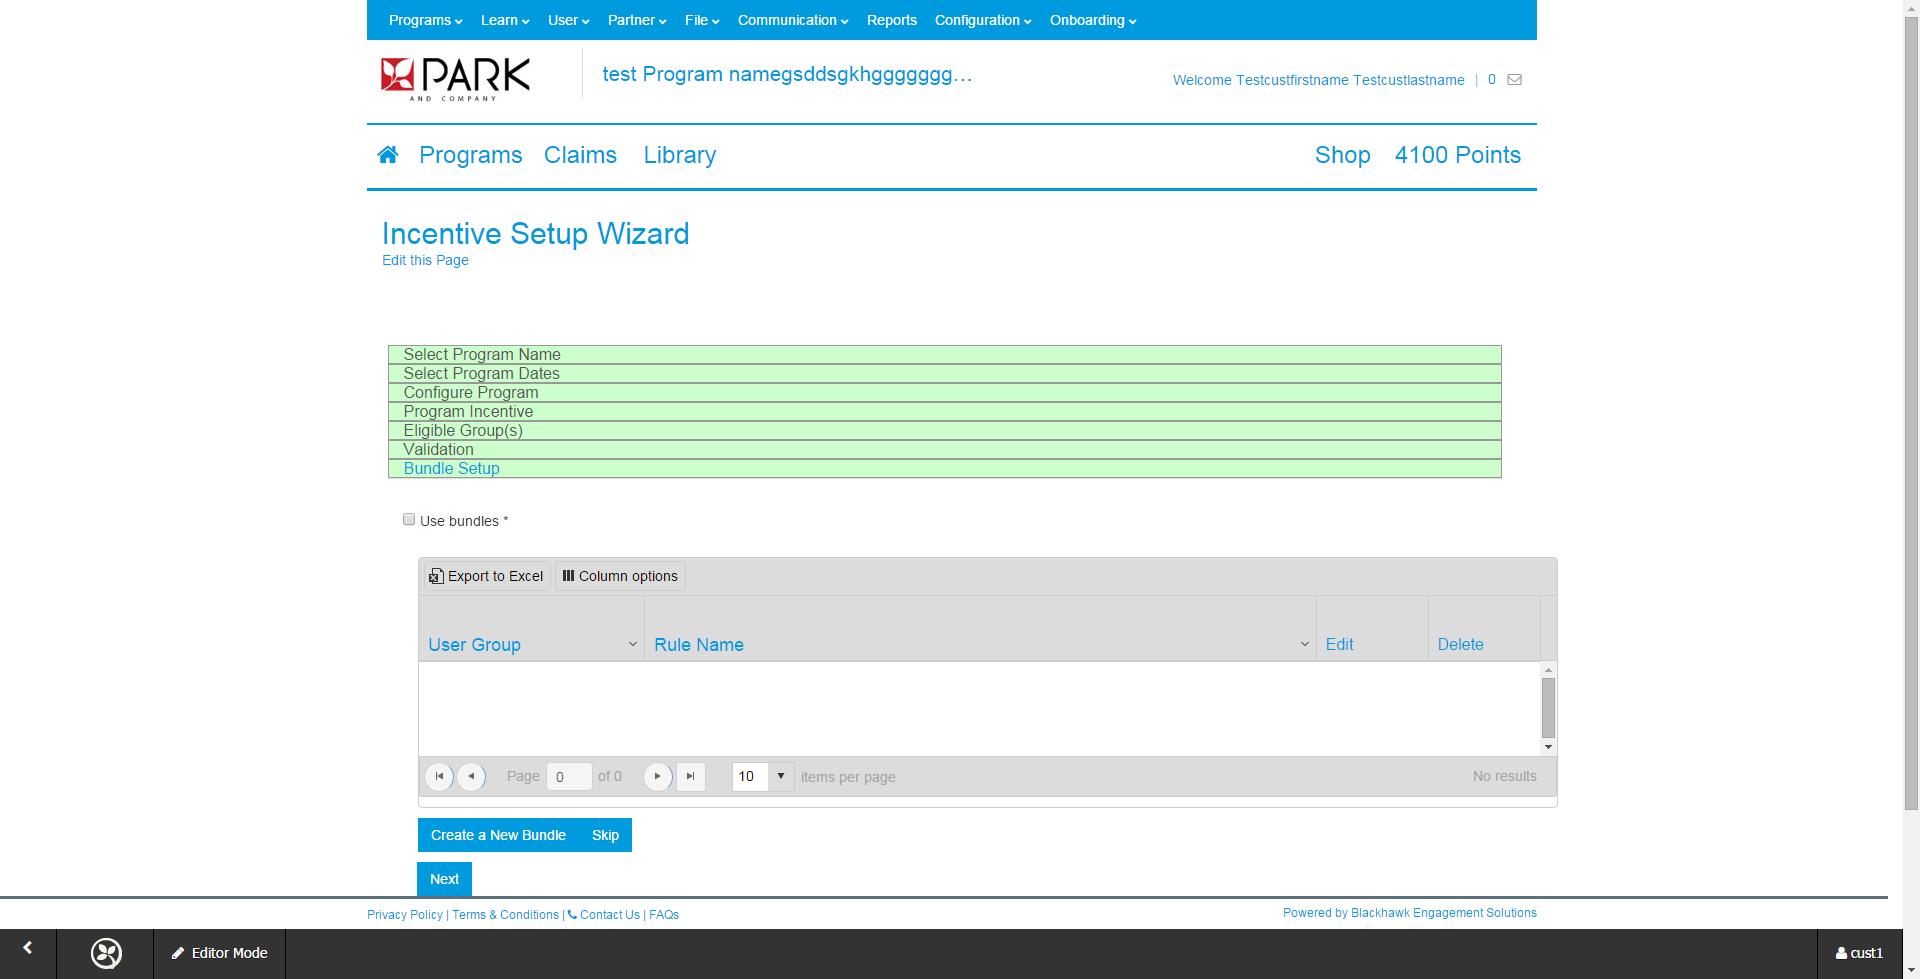 Programs Learn User Partner File Communication Reports Configuration Onboarding
PARK
AND COMPANY
test Program namegsddsgkhggggggg…
Welcome Testcustfirstname Testcustlastname | 0
Programs Claims Library Shop 4100 Points
Incentive Setup Wizard
Edit this Page
Select Program Name
Select Program Dates
Configure Program
Program Incentive
Eligible Group(s)
Validation
Bundle Setup
Use bundles *
Export to Excel Column options
User Group Rule Name Edit Delete
Page 0 of 0 10 items per page No results
Create a New Bundle Skip
Next
Privacy Policy | Terms & Conditions | Contact Us | FAQs
Powered by Blackhawk Engagement Solutions
Editor Mode cust1